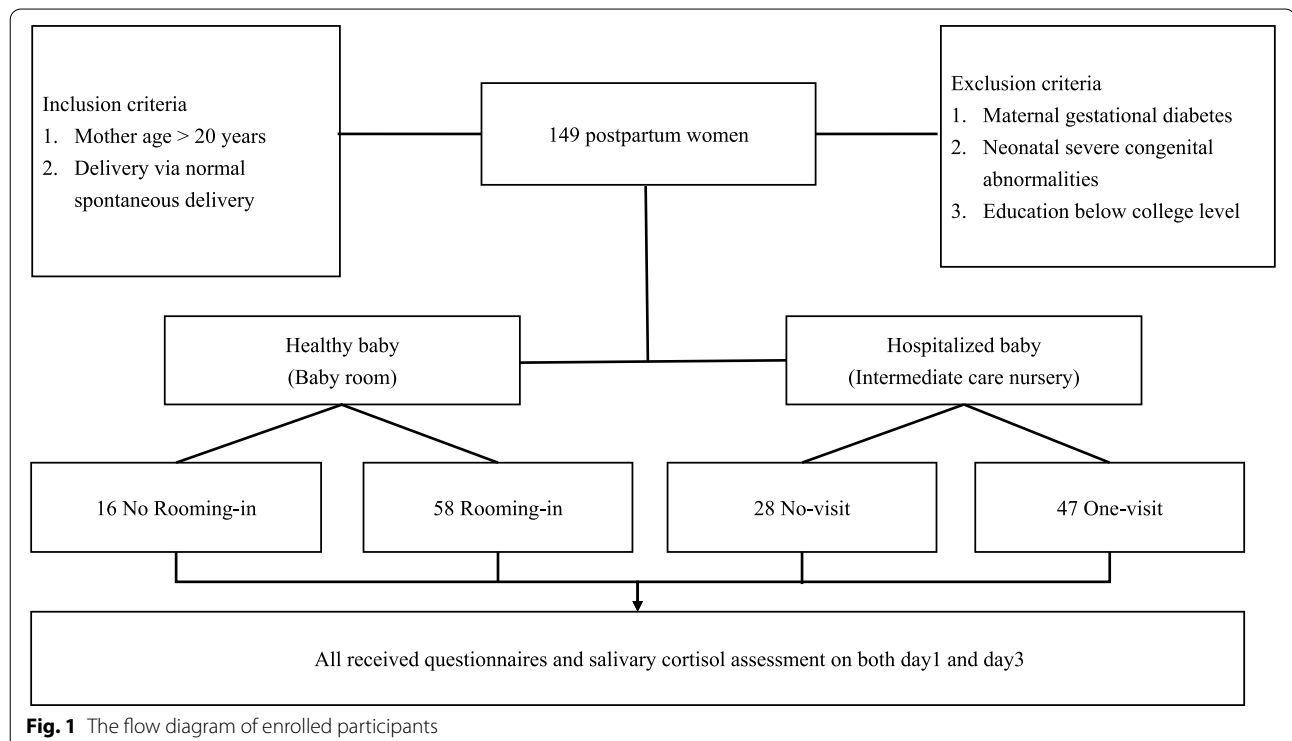 Inclusion criteria
1. Mother age > 20 years
2. Delivery via normal
spontaneous delivery
149 postpartum women
Exclusion criteria
1. Maternal gestational diabetes
2. Neonatal severe congenital
abnormalities
3. Education below college level
Healthy baby
(Baby room)
Hospitalized baby
(Intermediate care nursery)
16 No Rooming-in
58 Rooming-in
28 No-visit
47 One-visit
All received questionnaires and salivary cortisol assessment on both day1 and day3
Fig. 1 The flow diagram of enrolled participants